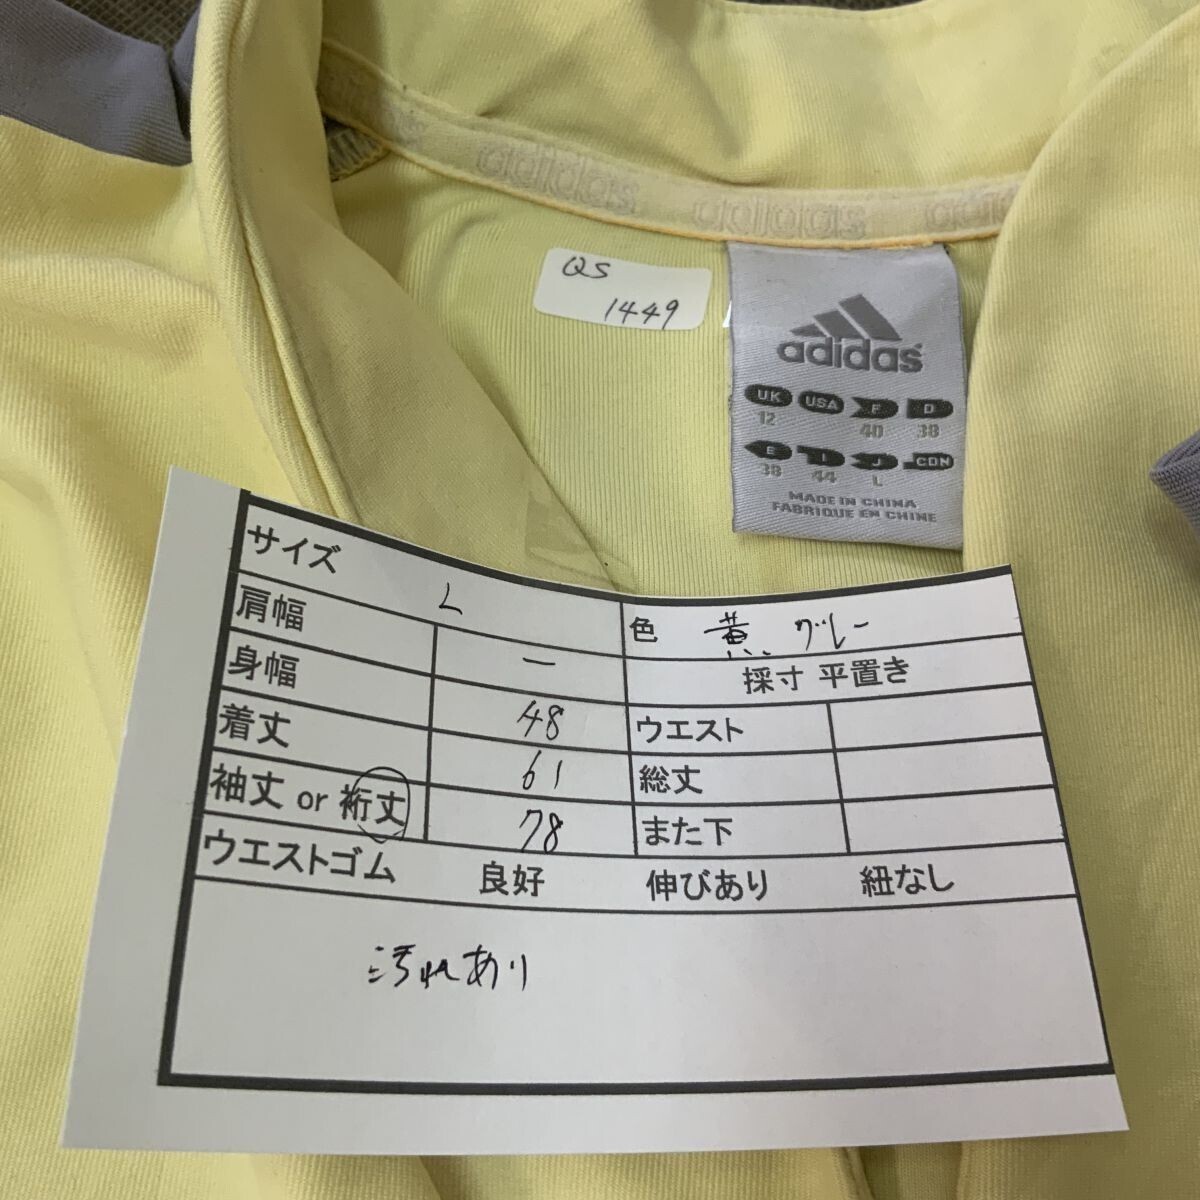 adidas adidas adidas
QS
1449
adidas
UK USA F D
12 40 38
E I J CDN
38 44 L
MADE IN CHINA
FABRIQUE EN CHINE
サイズ L 色 黄 グレー
肩幅 ー 採寸 平置き
身幅 48 ウエスト
着丈 61 総丈
袖丈 or 裄丈 78 また下
ウエストゴム 良好 伸びあり 紐なし
汚れあり